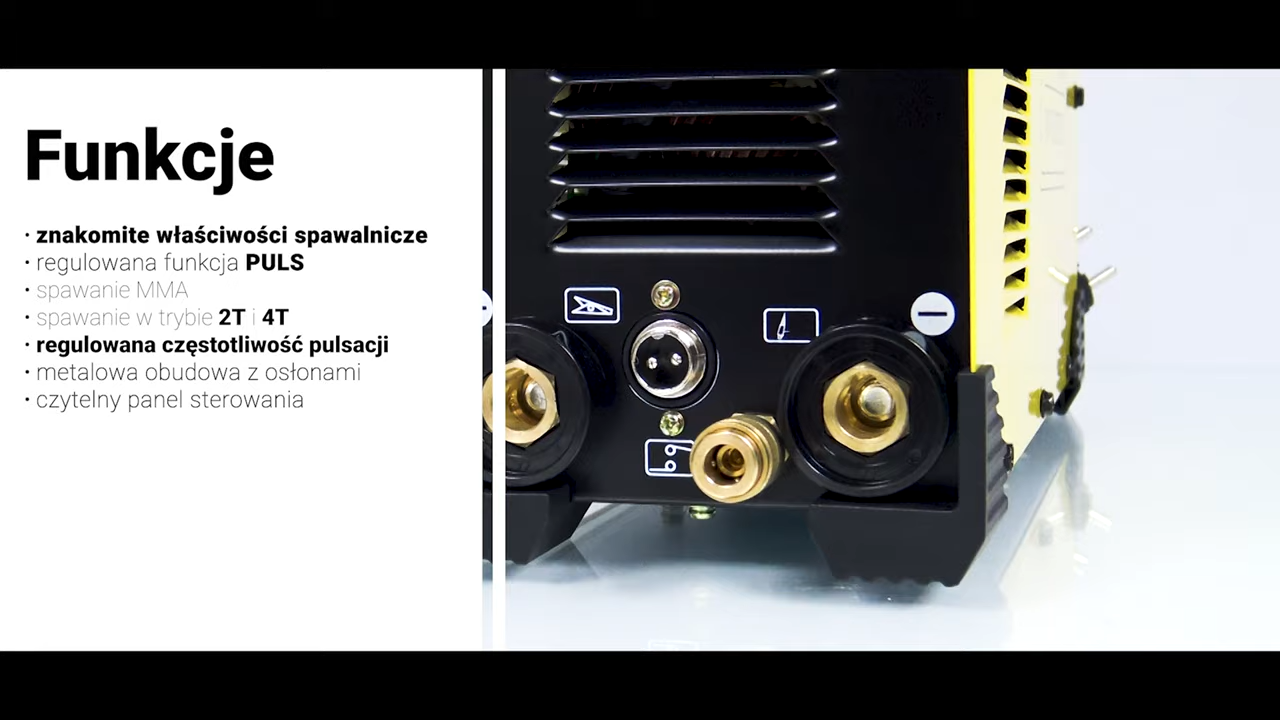 Funkcje
· znakomite właściwości spawalnicze
· regulowana funkcja PULS
· spawanie MMA
· spawanie w trybie 2T i 4T
· regulowana częstotliwość pulsacji
· metalowa obudowa z osłonami
· czytelny panel sterowania